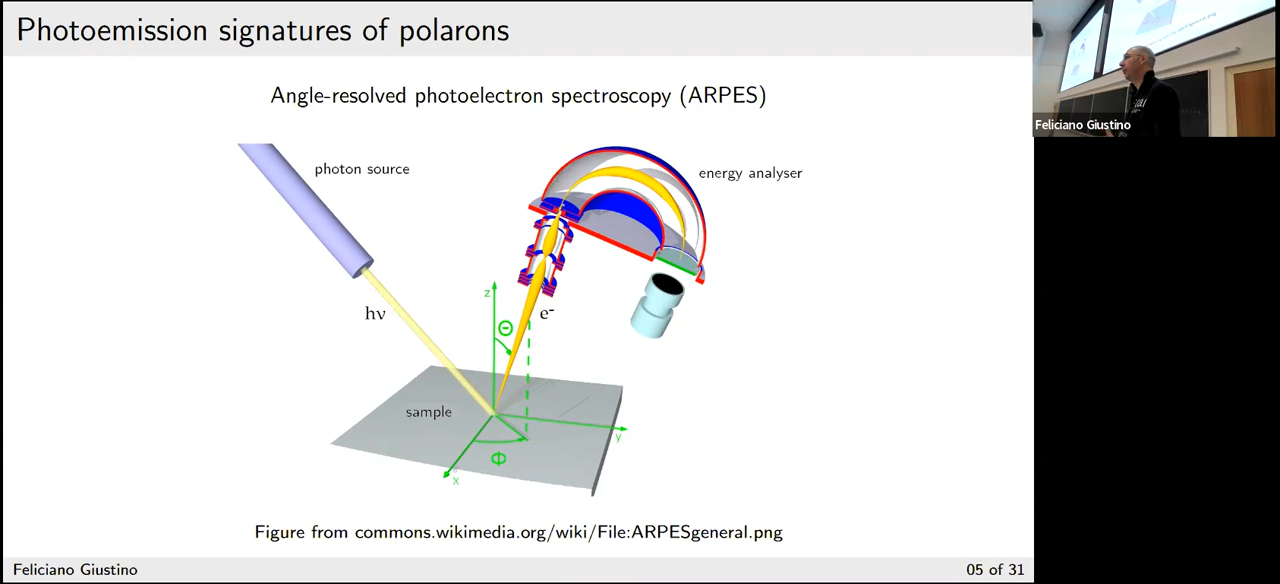 Photoemission signatures of polarons
Angle-resolved photoelectron spectroscopy (ARPES)
photon source
energy analyser
hν
e-
z
Θ
sample
y
Φ
x
Figure from commons.wikimedia.org/wiki/File:ARPESgeneral.png
Feliciano Giustino
05 of 31
Feliciano Giustino